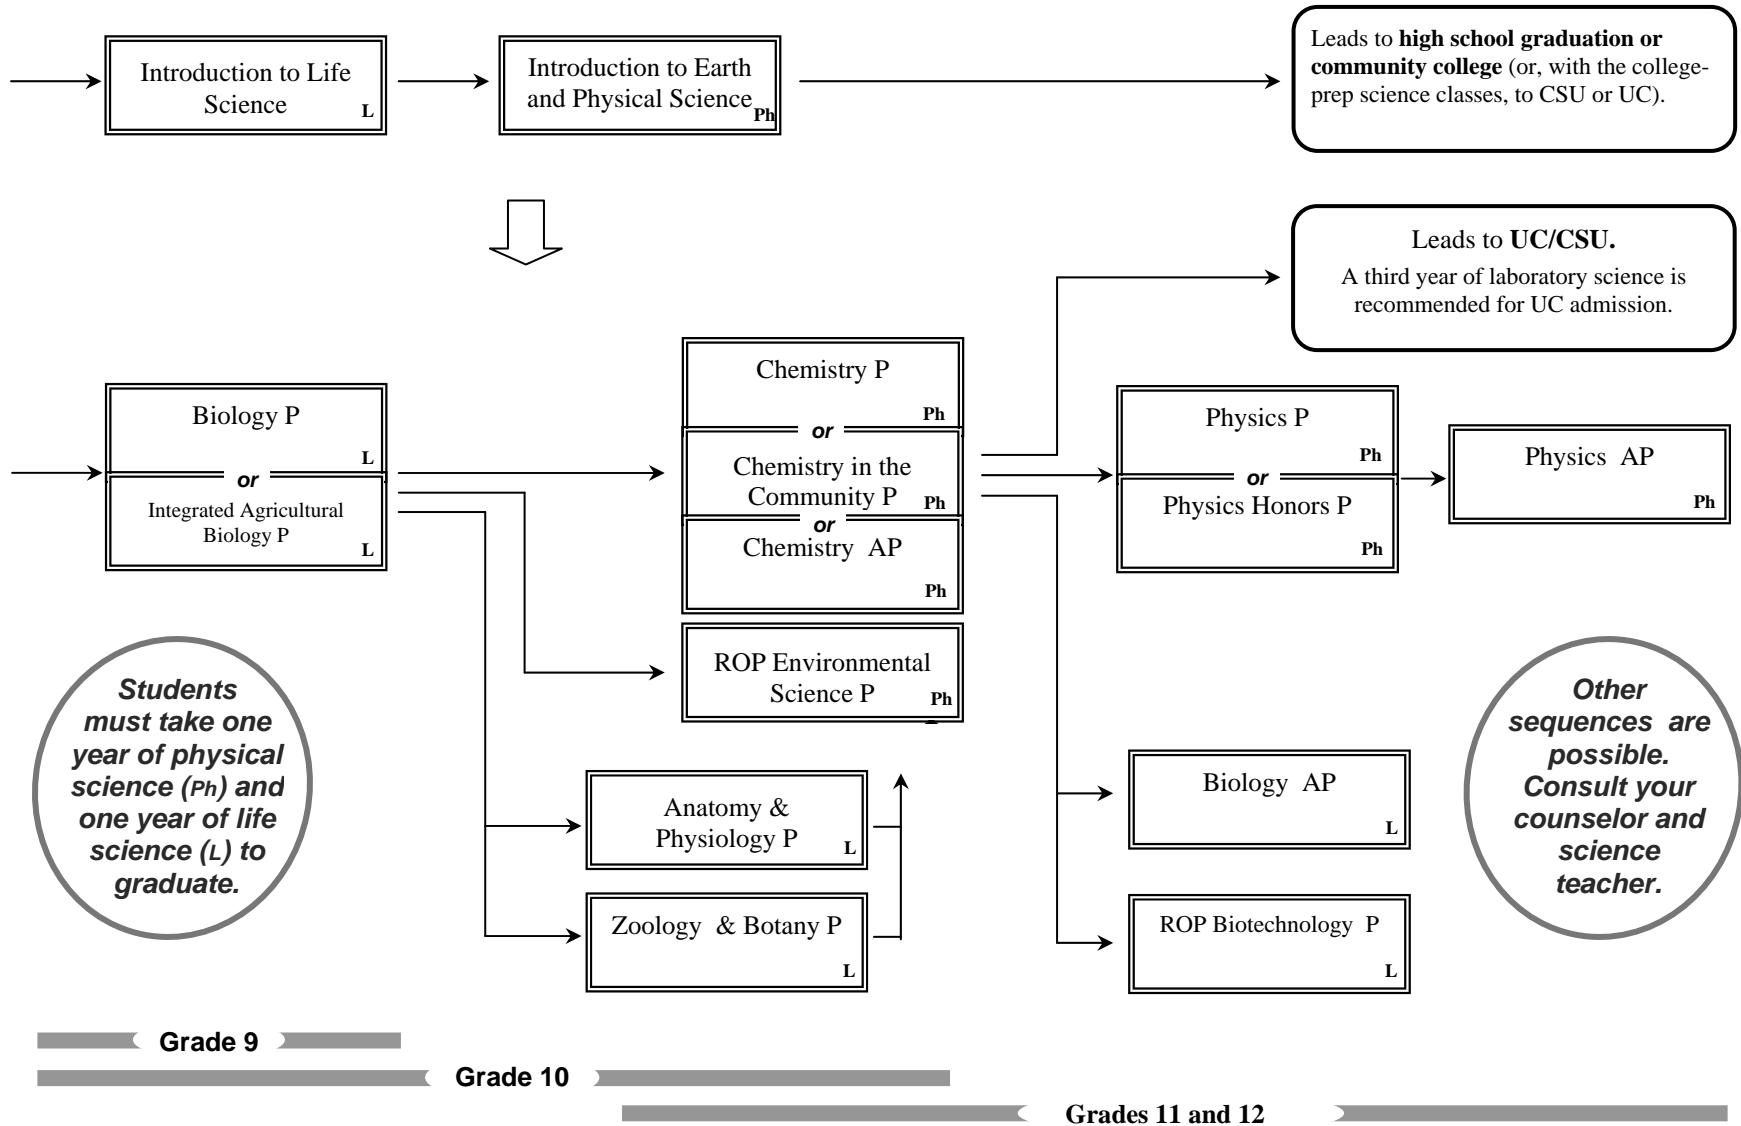 Introduction to Life
Science
L
Introduction to Earth
and Physical Science
Ph
Leads to high school graduation or
community college (or, with the college-
prep science classes, to CSU or UC).
Leads to UC/CSU.
A third year of laboratory science is
recommended for UC admission.
Biology P
L
or
Integrated Agricultural
Biology P
L
Chemistry P
Ph
or
Chemistry in the
Community P
Ph
or
Chemistry AP
Ph
ROP Environmental
Science P
Ph
Physics P
Ph
or
Physics Honors P
Ph
Physics AP
Ph
Students
must take one
year of physical
science (Ph) and
one year of life
science (L) to
graduate.
Anatomy &
Physiology P
L
Zoology & Botany P
L
Biology AP
L
ROP Biotechnology P
L
Other
sequences are
possible.
Consult your
counselor and
science
teacher.
Grade 9
Grade 10
Grades 11 and 12